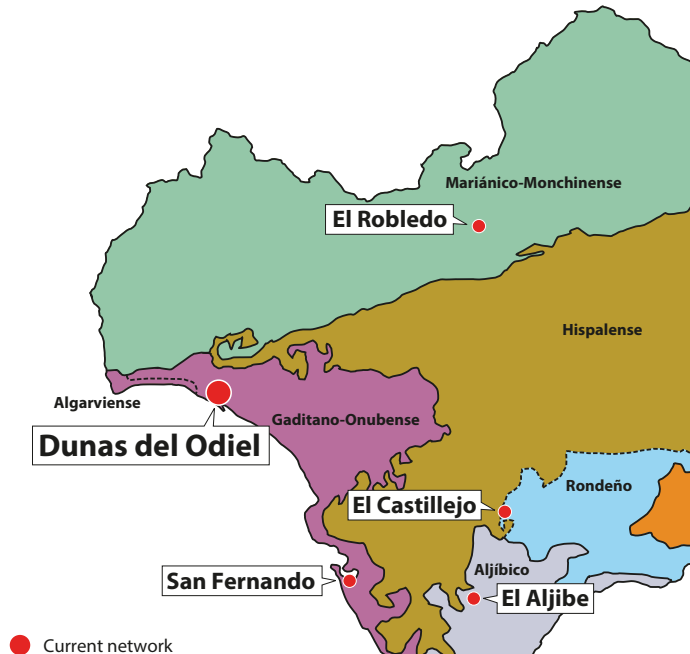 Mariánico-Monchinense
El Robledo
Hispalense
Algarviense
Gaditano-Onubense
Dunas del Odiel
Rondeño
El Castillejo
Aljíbico
San Fernando
El Aljibe
Current network